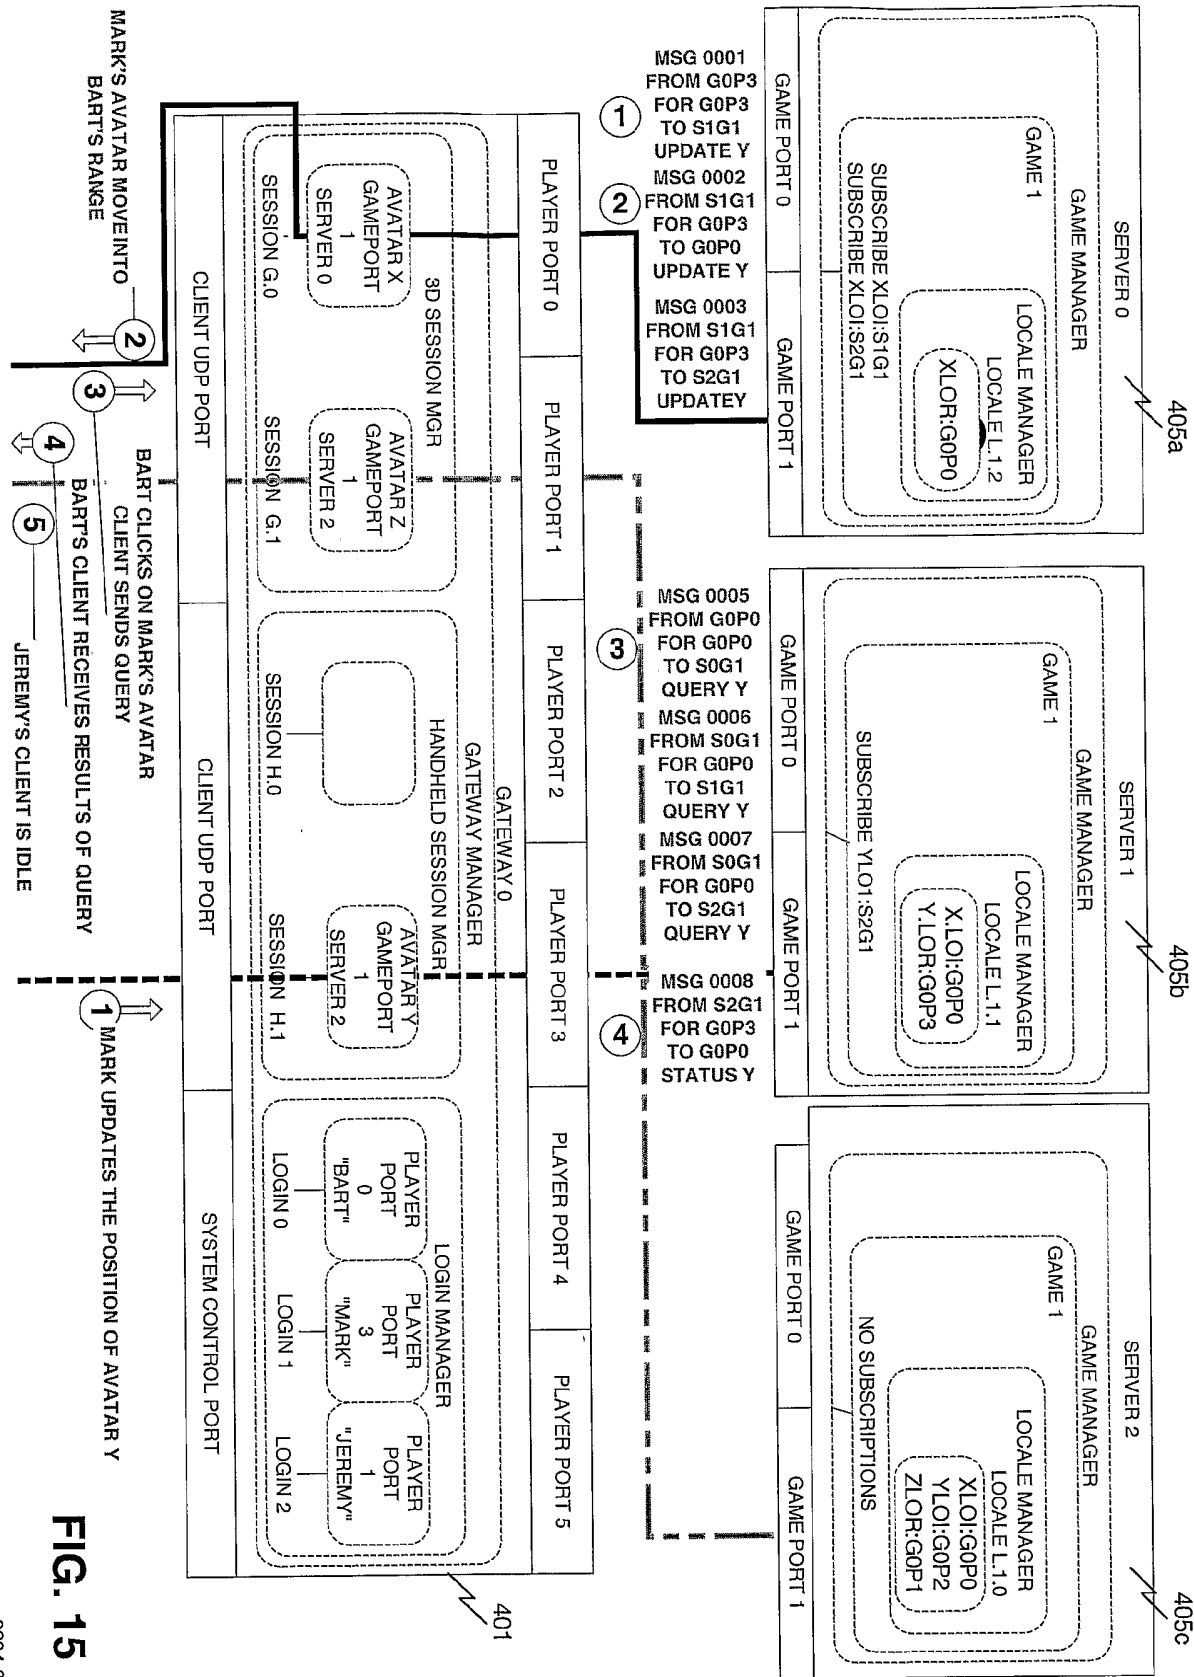 405a
SERVER 0
GAME MANAGER
GAME 1
LOCALE MANAGER
LOCALE L.1.2
XLOR:G0P0
SUBSCRIBE XLOI:S1G1
SUBSCRIBE XLOI:S2G1
GAME PORT 0
GAME PORT 1
405b
SERVER 1
GAME MANAGER
GAME 1
LOCALE MANAGER
LOCALE L.1.1
X.LOI:G0P0
Y.LOR:G0P3
SUBSCRIBE YLO1:S2G1
GAME PORT 0
GAME PORT 1
405c
SERVER 2
GAME MANAGER
GAME 1
LOCALE MANAGER
LOCALE L.1.0
XLOI:G0P0
YLOI:G0P2
ZLOR:G0P1
NO SUBSCRIPTIONS
GAME PORT 0
GAME PORT 1
1
MSG 0001
FROM G0P3
FOR G0P3
TO S1G1
UPDATE Y
2
MSG 0002
FROM S1G1
FOR G0P3
TO G0P0
UPDATE Y
MSG 0003
FROM S1G1
FOR G0P3
TO S2G1
UPDATEY
3
MSG 0005
FROM G0P0
FOR G0P0
TO S0G1
QUERY Y
MSG 0006
FROM S0G1
FOR G0P0
TO S1G1
QUERY Y
MSG 0007
FROM S0G1
FOR G0P0
TO S2G1
QUERY Y
4
MSG 0008
FROM S2G1
FOR G0P3
TO G0P0
STATUS Y
401
PLAYER PORT 0
PLAYER PORT 1
PLAYER PORT 2
PLAYER PORT 3
PLAYER PORT 4
PLAYER PORT 5
GATEWAY 0
GATEWAY MANAGER
3D SESSION MGR
AVATAR X
GAMEPORT
1
SERVER 0
SESSION G.0
AVATAR Z
GAMEPORT
1
SERVER 2
SESSION G.1
HANDHELD SESSION MGR
SESSION H.0
AVATAR Y
GAMEPORT
1
SERVER 2
SESSION H.1
LOGIN MANAGER
PLAYER
PORT
0
"BART"
LOGIN 0
PLAYER
PORT
3
"MARK"
LOGIN 1
PLAYER
PORT
1
"JEREMY"
LOGIN 2
CLIENT UDP PORT
CLIENT UDP PORT
SYSTEM CONTROL PORT
2
MARK'S AVATAR MOVE INTO
BART'S RANGE
3
BART CLICKS ON MARK'S AVATAR
CLIENT SENDS QUERY
4
BART'S CLIENT RECEIVES RESULTS OF QUERY
5
JEREMY'S CLIENT IS IDLE
1
MARK UPDATES THE POSITION OF AVATAR Y
FIG. 15